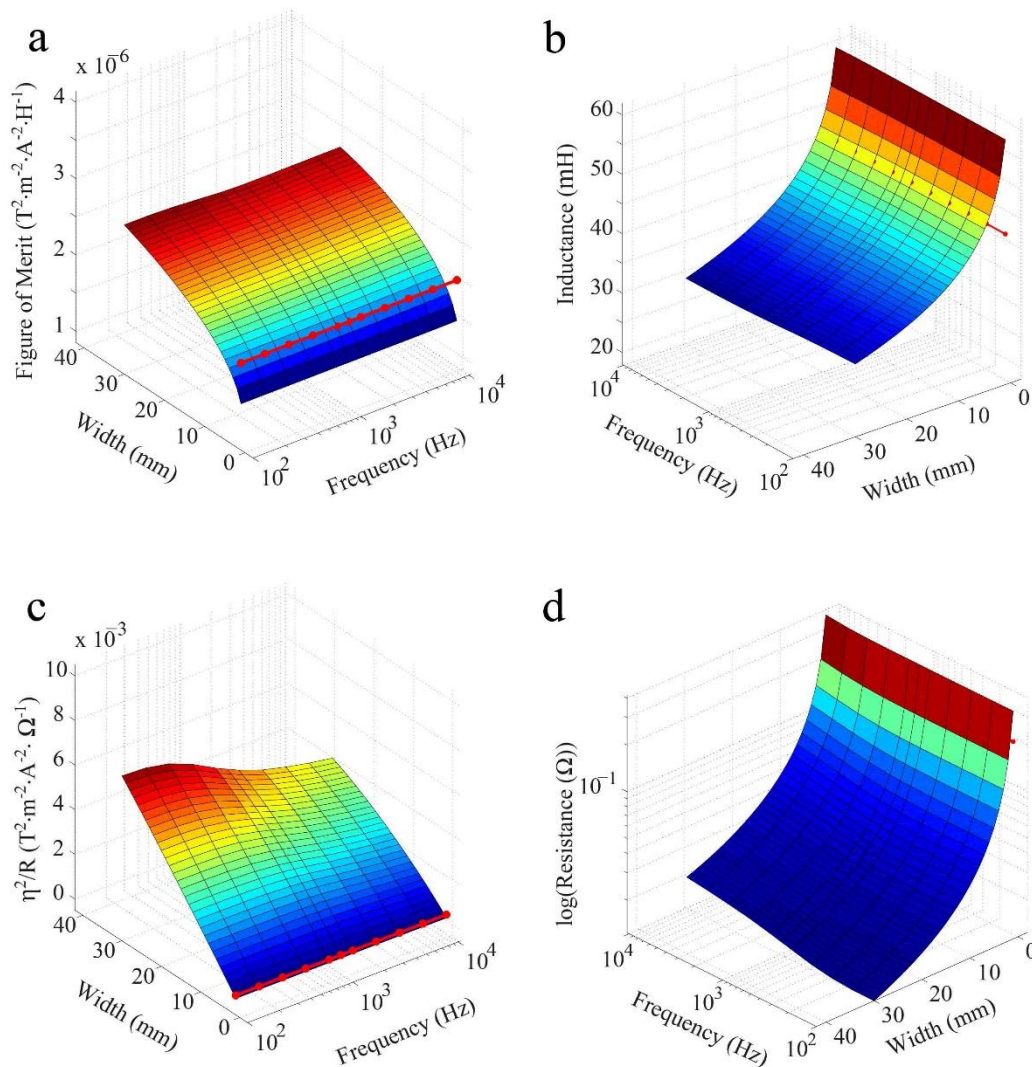 a
x 10⁻⁶
4
3
2
1
Figure of Merit (T²·m⁻²·A⁻²·H⁻¹)
40
30
20
10
0
Width (mm)
10²
10³
10⁴
Frequency (Hz)
b
60
50
40
30
20
Inductance (mH)
10⁴
10³
10²
Frequency (Hz)
40
30
20
10
0
Width (mm)
c
x 10⁻³
10
8
6
4
2
0
η²/R (T²·m⁻²·A⁻²·Ω⁻¹)
40
30
20
10
0
Width (mm)
10²
10³
10⁴
Frequency (Hz)
d
10⁻¹
log(Resistance (Ω))
10⁴
10³
10²
Frequency (Hz)
40
30
20
10
0
Width (mm)